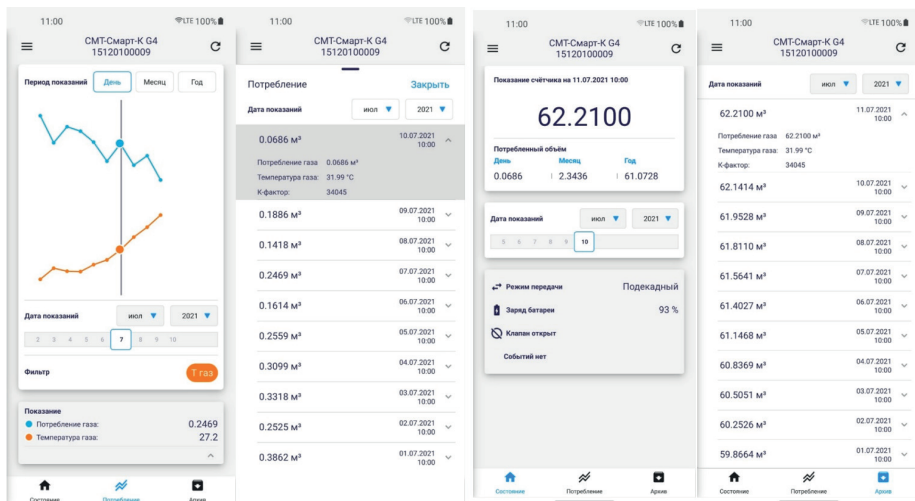 11:00
LTE 100%
СМТ-Смарт-К G4
15120100009
Период показаний День Месяц Год
Дата показаний июл 2021
2 3 4 5 6 7 8 9 10
Фильтр Т газ
Показание
Потребление газа: 0.2469
Температура газа: 27.2
Состояние Потребление Архив
11:00
LTE 100%
СМТ-Смарт-К G4
15120100009
Потребление Закрыть
Дата показаний июл 2021
0.0686 м³ 10.07.2021 10:00
Потребление газа 0.0686 м³
Температура газа: 31.99 °C
К-фактор: 34045
0.1886 м³ 09.07.2021 10:00
0.1418 м³ 08.07.2021 10:00
0.2469 м³ 07.07.2021 10:00
0.1614 м³ 06.07.2021 10:00
0.2559 м³ 05.07.2021 10:00
0.3099 м³ 04.07.2021 10:00
0.3318 м³ 03.07.2021 10:00
0.2525 м³ 02.07.2021 10:00
0.3862 м³ 01.07.2021 10:00
11:00
LTE 100%
СМТ-Смарт-К G4
15120100009
Показание счётчика на 11.07.2021 10:00
62.2100
Потребленный объём
День Месяц Год
0.0686 2.3436 61.0728
Дата показаний июл 2021
5 6 7 8 9 10
Режим передачи Подекадный
Заряд батареи 93 %
Клапан открыт
Событий нет
Состояние Потребление Архив
11:00
LTE 100%
СМТ-Смарт-К G4
15120100009
Дата показаний июл 2021
62.2100 м³ 11.07.2021 10:00
Потребление газа 62.2100 м³
Температура газа: 31.99 °C
К-фактор: 34045
62.1414 м³ 10.07.2021 10:00
61.9528 м³ 09.07.2021 10:00
61.8110 м³ 08.07.2021 10:00
61.5641 м³ 07.07.2021 10:00
61.4027 м³ 06.07.2021 10:00
61.1468 м³ 05.07.2021 10:00
60.8369 м³ 04.07.2021 10:00
60.5051 м³ 03.07.2021 10:00
60.2526 м³ 02.07.2021 10:00
59.8664 м³ 01.07.2021 10:00
Состояние Потребление Архив